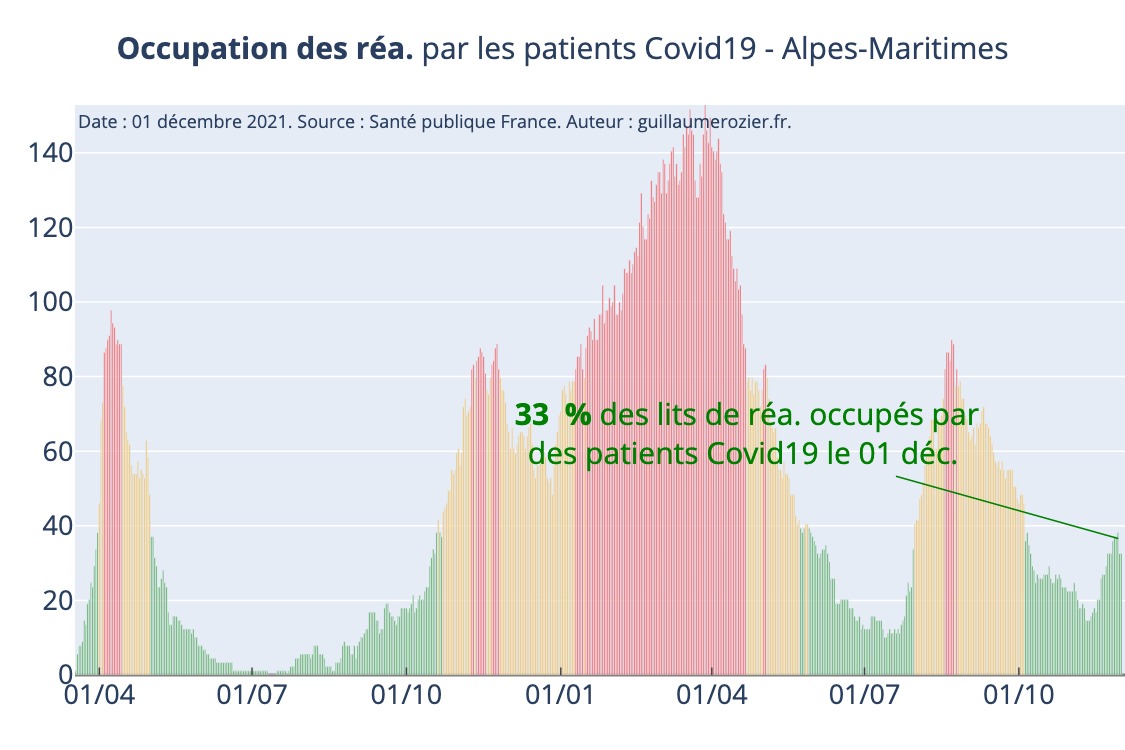 Occupation des réa. par les patients Covid19 - Alpes-Maritimes
Date : 01 décembre 2021. Source : Santé publique France. Auteur : guillaumerozier.fr.
140
120
100
80
60
40
20
0
33 % des lits de réa. occupés par
des patients Covid19 le 01 déc.
01/04 01/07 01/10 01/01 01/04 01/07 01/10